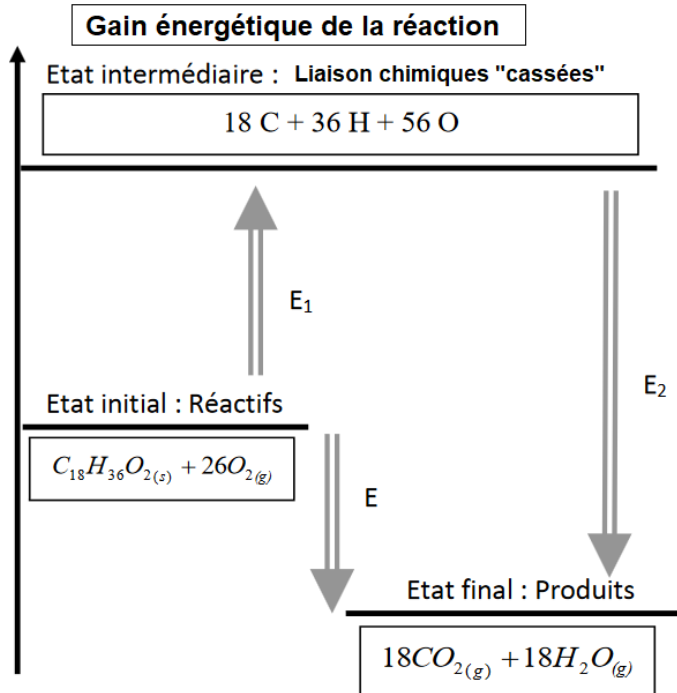 Gain énergétique de la réaction
Etat intermédiaire : Liaison chimiques "cassées"
18 C + 36 H + 56 O
E₁
E₂
Etat initial : Réactifs
C₁₈H₃₆O₂₍ₛ₎ + 26O₂₍g₎
E
Etat final : Produits
18CO₂₍g₎ + 18H₂O₍g₎